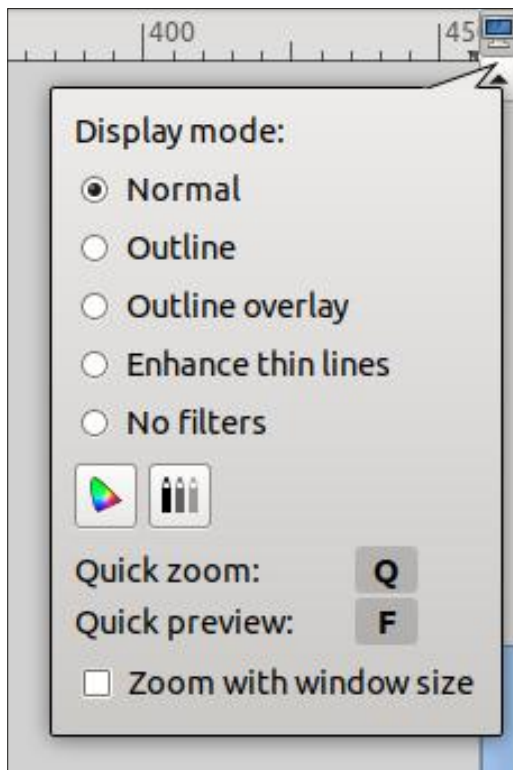 400
45
Display mode:
Normal
Outline
Outline overlay
Enhance thin lines
No filters
Quick zoom: Q
Quick preview: F
Zoom with window size